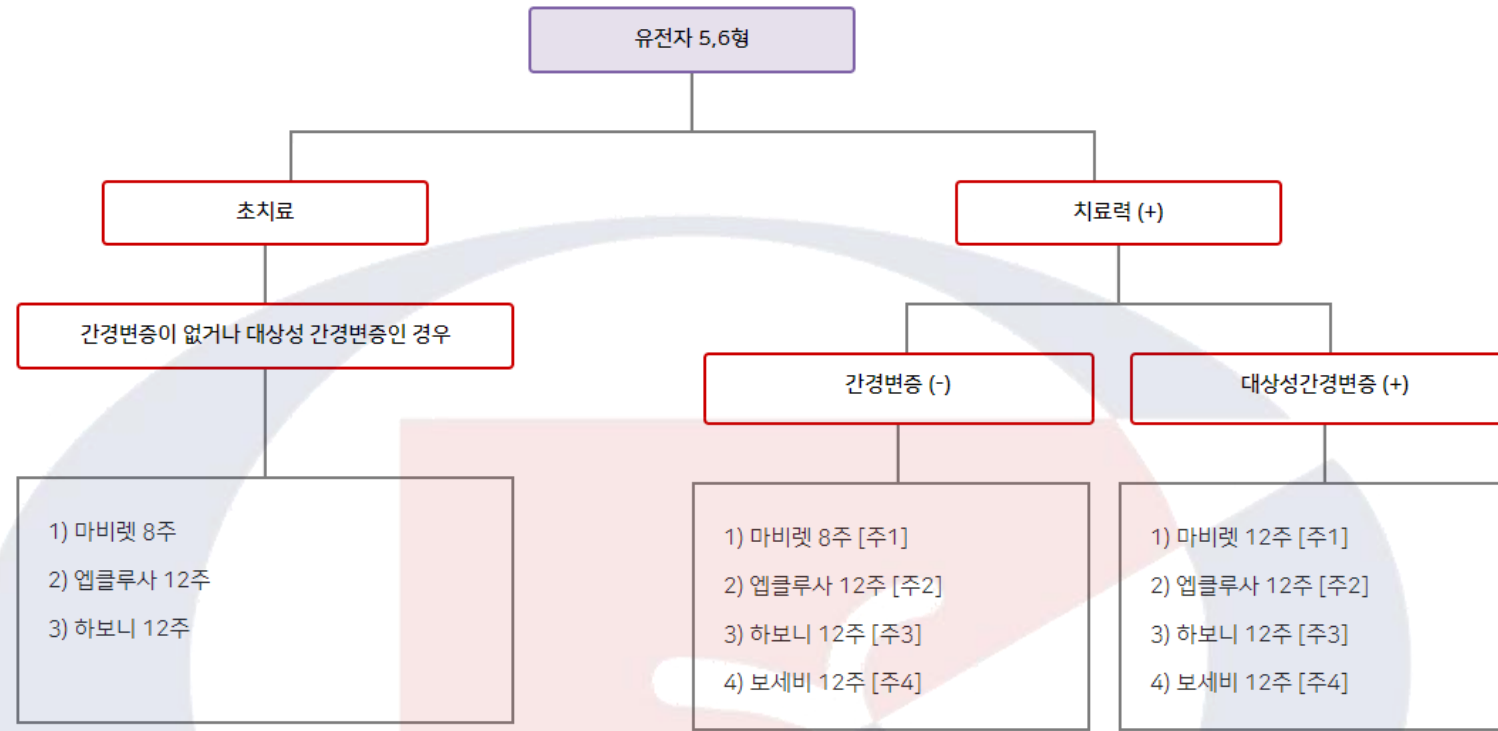 유전자 5,6형
초치료
치료력 (+)
간경변증이 없거나 대상성 간경변증인 경우
간경변증 (-)
대상성간경변증 (+)
1) 마비렛 8주
2) 엡클루사 12주
3) 하보니 12주
1) 마비렛 8주 [주1]
2) 엡클루사 12주 [주2]
3) 하보니 12주 [주3]
4) 보세비 12주 [주4]
1) 마비렛 12주 [주1]
2) 엡클루사 12주 [주2]
3) 하보니 12주 [주3]
4) 보세비 12주 [주4]